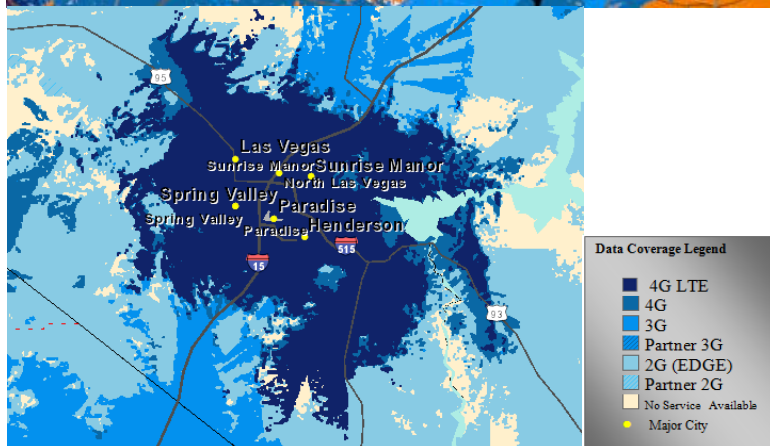 95
Las Vegas
Sunrise Manor Sunrise Manor
North Las Vegas
Spring Valley
Paradise
Spring Valley
Paradise Henderson
515
15
93
Data Coverage Legend
4G LTE
4G
3G
Partner 3G
2G (EDGE)
Partner 2G
No Service Available
Major City